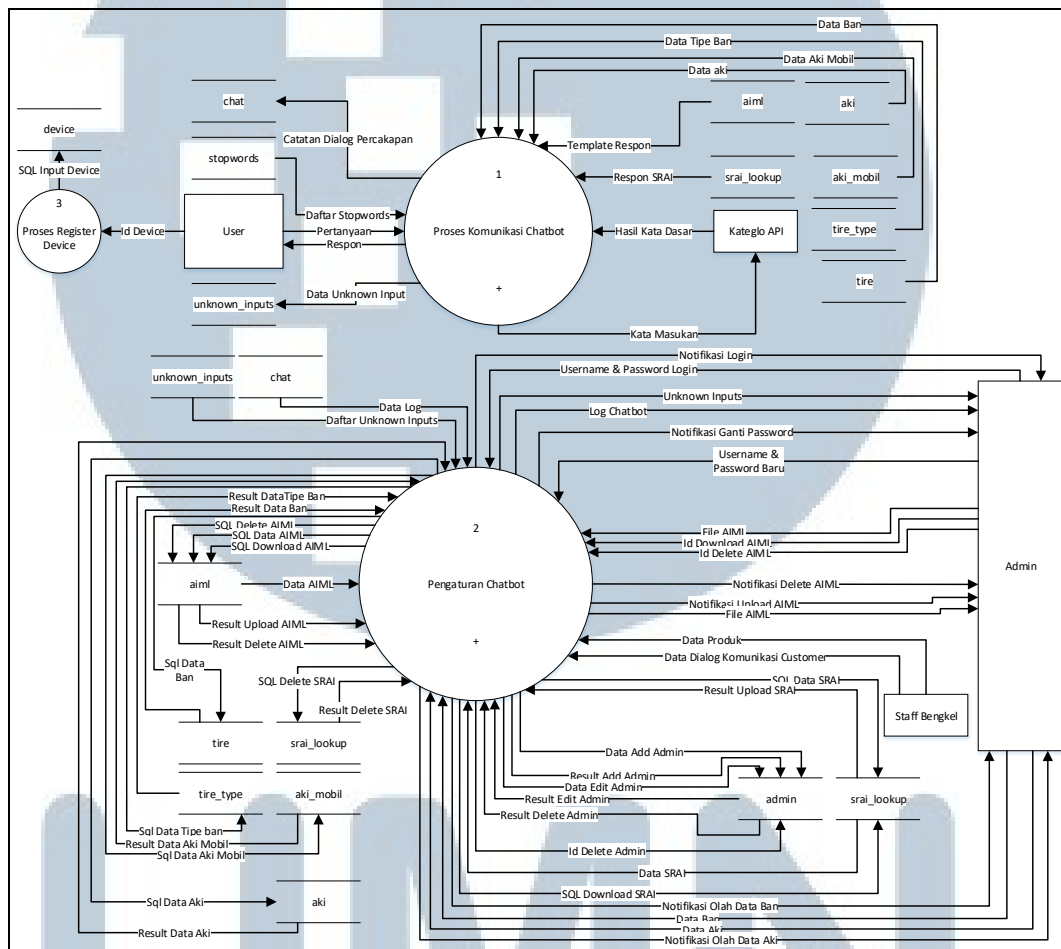 Data Ban
Data Tipe Ban
Data Aki Mobil
Data aki
chat
aiml
aki
device
Catatan Dialog Percakapan
Template Respon
stopwords
SQL Input Device
1
Respon SRAI
srai_lookup
aki_mobil
3
Proses Register
Device
Id Device
User
Daftar Stopwords
Pertanyaan
Respon
Proses Komunikasi Chatbot
Hasil Kata Dasar
Kateglo API
tire_type
tire
Data Unknown Input
unknown_inputs
+
Kata Masukan
Notifikasi Login
Username & Password Login
unknown_inputs
chat
Unknown Inputs
Data Log
Log Chatbot
Daftar Unknown Inputs
Notifikasi Ganti Password
Username &
Password Baru
Result DataTipe Ban
Result Data Ban
SQL Delete AIML
SQL Data AIML
SQL Download AIML
2
File AIML
Id Download AIML
Id Delete AIML
Admin
aiml
Data AIML
Pengaturan Chatbot
Notifikasi Delete AIML
Notifikasi Upload AIML
File AIML
Result Upload AIML
Result Delete AIML
+
Data Produk
Data Dialog Komunikasi Customer
Sql Data
Ban
SQL Delete SRAI
SQL Data SRAI
Result Upload SRAI
Result Delete SRAI
Staff Bengkel
tire
srai_lookup
Data Add Admin
Result Add Admin
Data Edit Admin
Result Edit Admin
Result Delete Admin
tire_type
aki_mobil
admin
srai_lookup
Sql Data Tipe ban
Result Data Aki Mobil
Sql Data Aki Mobil
Id Delete Admin
Data SRAI
SQL Download SRAI
Sql Data Aki
aki
Notifikasi Olah Data Ban
Data Ban
Data Aki
Result Data Aki
Notifikasi Olah Data Aki